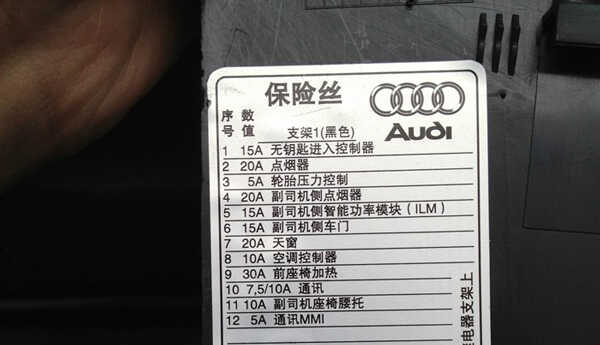 保险丝
Audi
序 数
号 值 支架1(黑色)
1 15A 无钥匙进入控制器
2 20A 点烟器
3 5A 轮胎压力控制
4 20A 副司机侧点烟器
5 15A 副司机侧智能功率模块(ILM)
6 15A 副司机侧车门
7 20A 天窗
8 10A 空调控制器
9 30A 前座椅加热
10 7,5/10A 通讯
11 10A 副司机座椅腰托
12 5A 通讯MMI
电器支架上